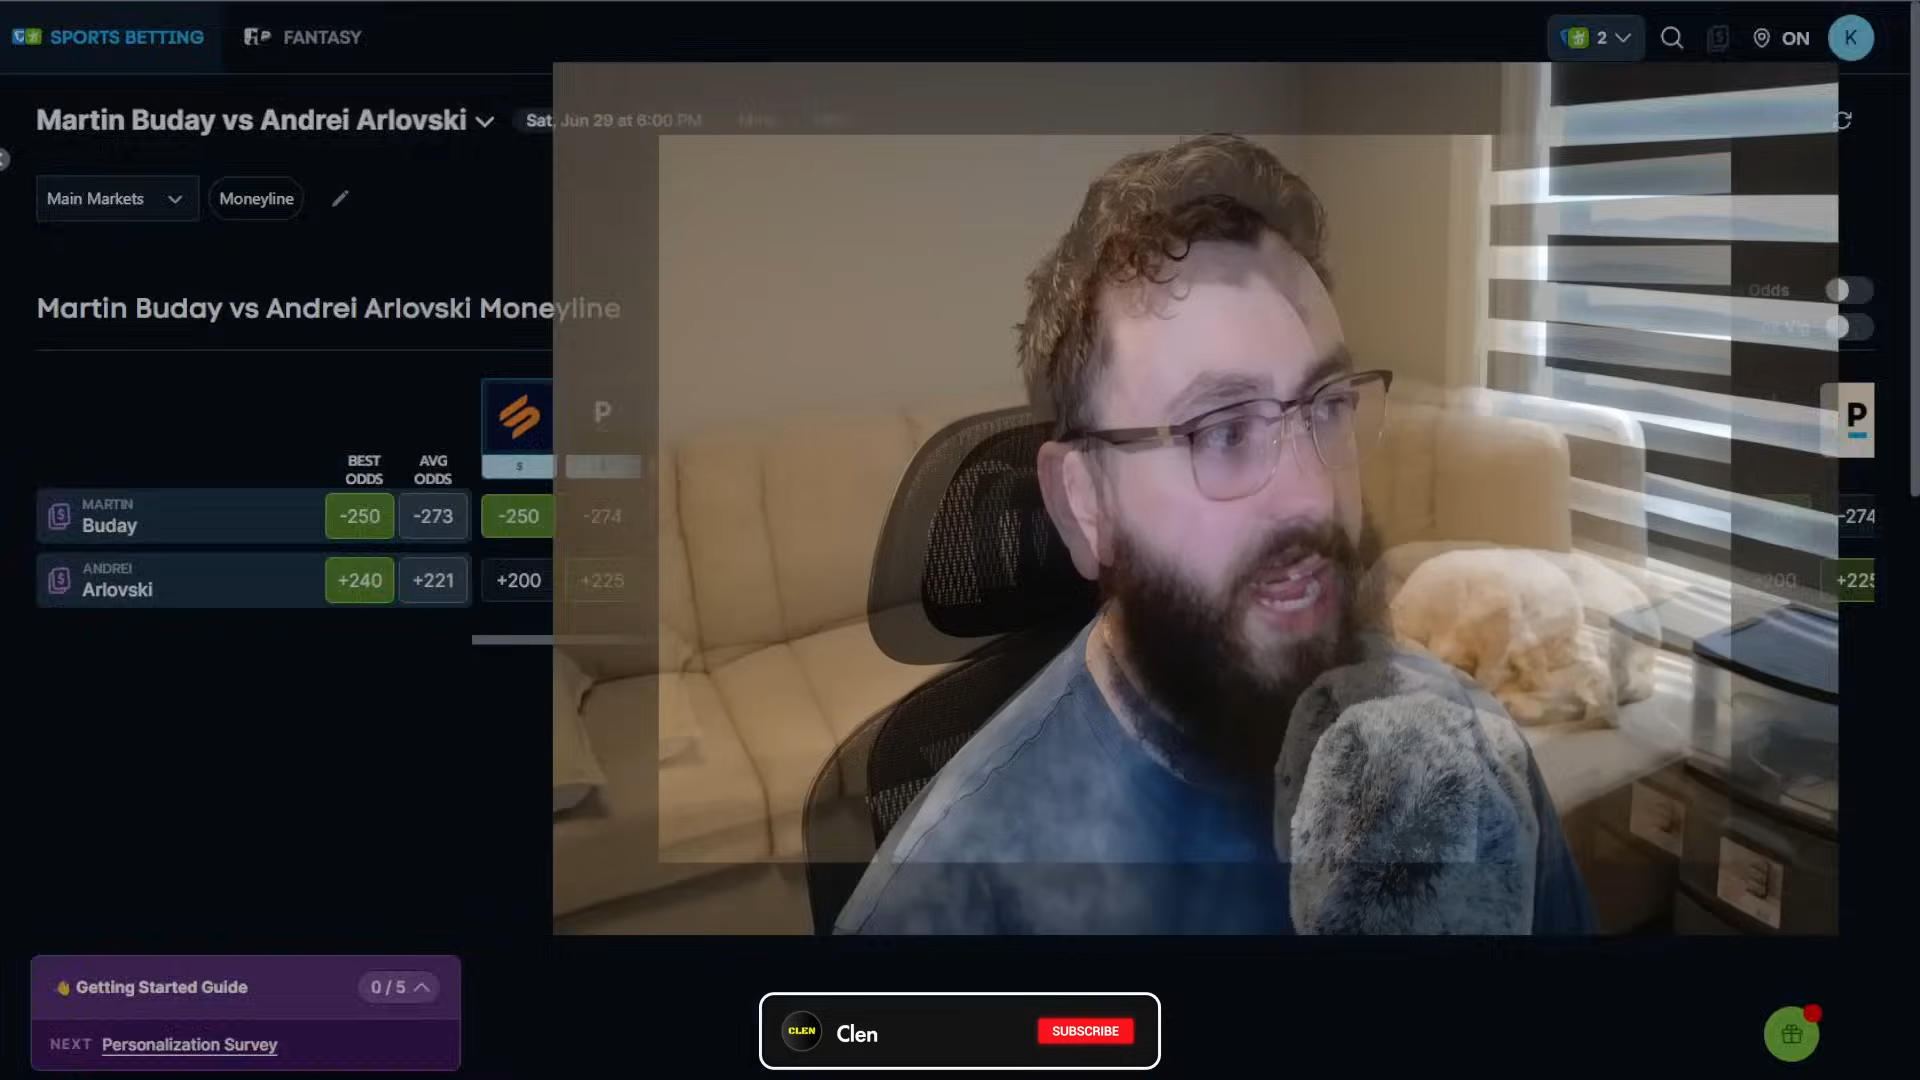 SPORTS BETTING
FANTASY
2
ON
K
Martin Buday vs Andrei Arlovski
Sat, Jun 29 at 6:00 PM
Main Markets
Moneyline
Odds
Martin Buday vs Andrei Arlovski Moneyline
P
P
BEST ODDS
AVG ODDS
$
MARTIN
Buday
-250
-273
-250
-274
-274
ANDREI
Arlovski
+240
+221
+200
+225
+200
+225
Getting Started Guide
0 / 5
NEXT Personalization Survey
CLEN
Clen
SUBSCRIBE